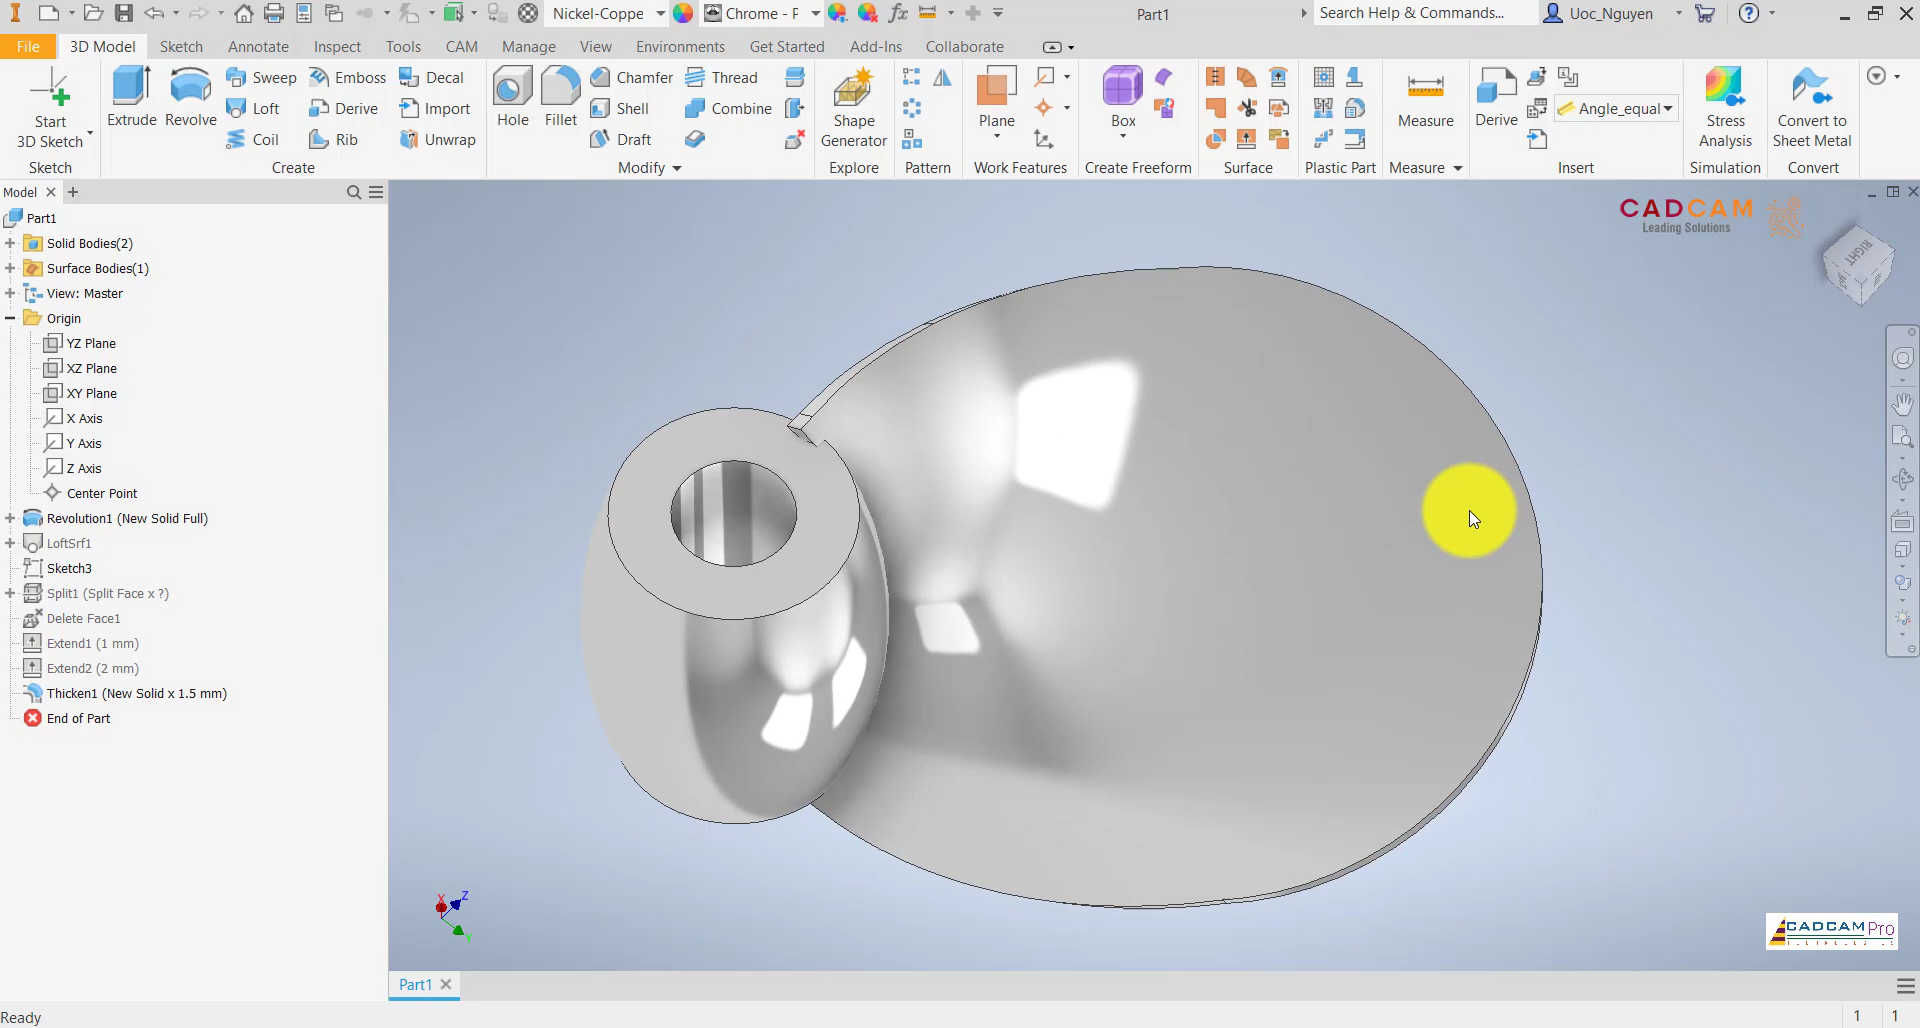 Nickel-Coppe
Chrome - P
fx
Part1
Search Help & Commands...
Uoc_Nguyen
File
3D Model
Sketch
Annotate
Inspect
Tools
CAM
Manage
View
Environments
Get Started
Add-Ins
Collaborate
Start
3D Sketch
Sketch
Extrude
Revolve
Sweep
Loft
Coil
Emboss
Derive
Rib
Decal
Import
Unwrap
Create
Hole
Fillet
Chamfer
Shell
Draft
Thread
Combine
Modify
Shape
Generator
Explore
Pattern
Plane
Work Features
Box
Create Freeform
Surface
Plastic Part
Measure
Measure
Derive
Angle_equal
Insert
Stress
Analysis
Simulation
Convert to
Sheet Metal
Convert
Model
Part1
Solid Bodies(2)
Surface Bodies(1)
View: Master
Origin
YZ Plane
XZ Plane
XY Plane
X Axis
Y Axis
Z Axis
Center Point
Revolution1 (New Solid Full)
LoftSrf1
Sketch3
Split1 (Split Face x ?)
Delete Face1
Extend1 (1 mm)
Extend2 (2 mm)
Thicken1 (New Solid x 1.5 mm)
End of Part
CADCAM
Leading Solutions
RIGHT
X
Z
Y
CADCAM Pro
Part1
Ready
1
1